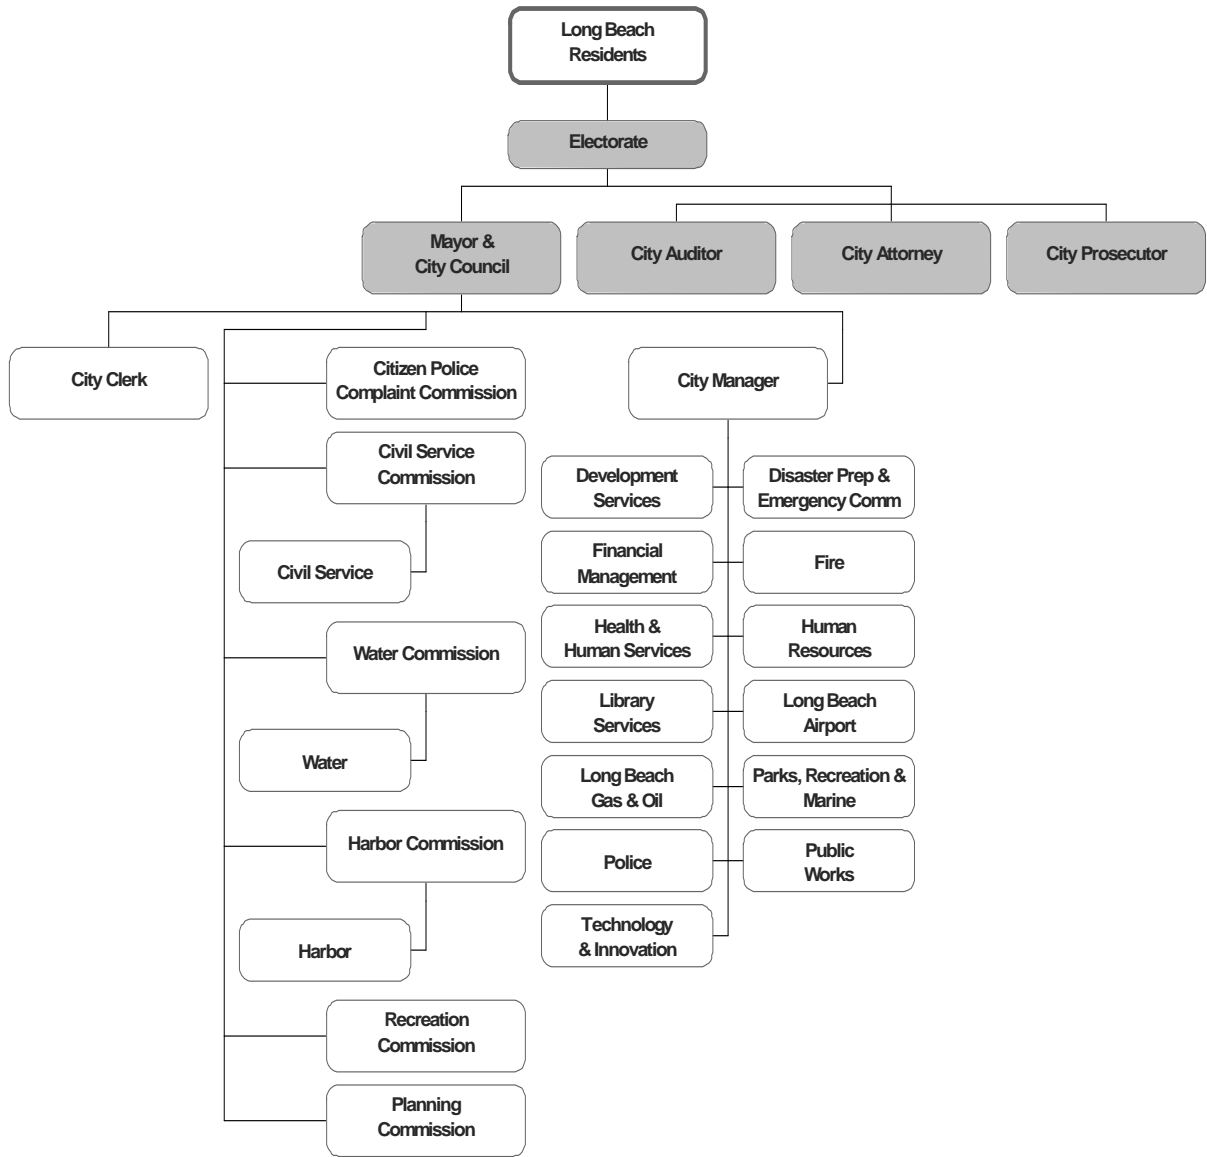 Long Beach
Residents
Electorate
Mayor &
City Council
City Auditor
City Attorney
City Prosecutor
City Clerk
Citizen Police
Complaint Commission
City Manager
Civil Service
Commission
Civil Service
Water Commission
Water
Harbor Commission
Harbor
Recreation
Commission
Planning
Commission
Development
Services
Disaster Prep &
Emergency Comm
Financial
Management
Fire
Health &
Human Services
Human
Resources
Library
Services
Long Beach
Airport
Long Beach
Gas & Oil
Parks, Recreation &
Marine
Police
Public
Works
Technology
& Innovation